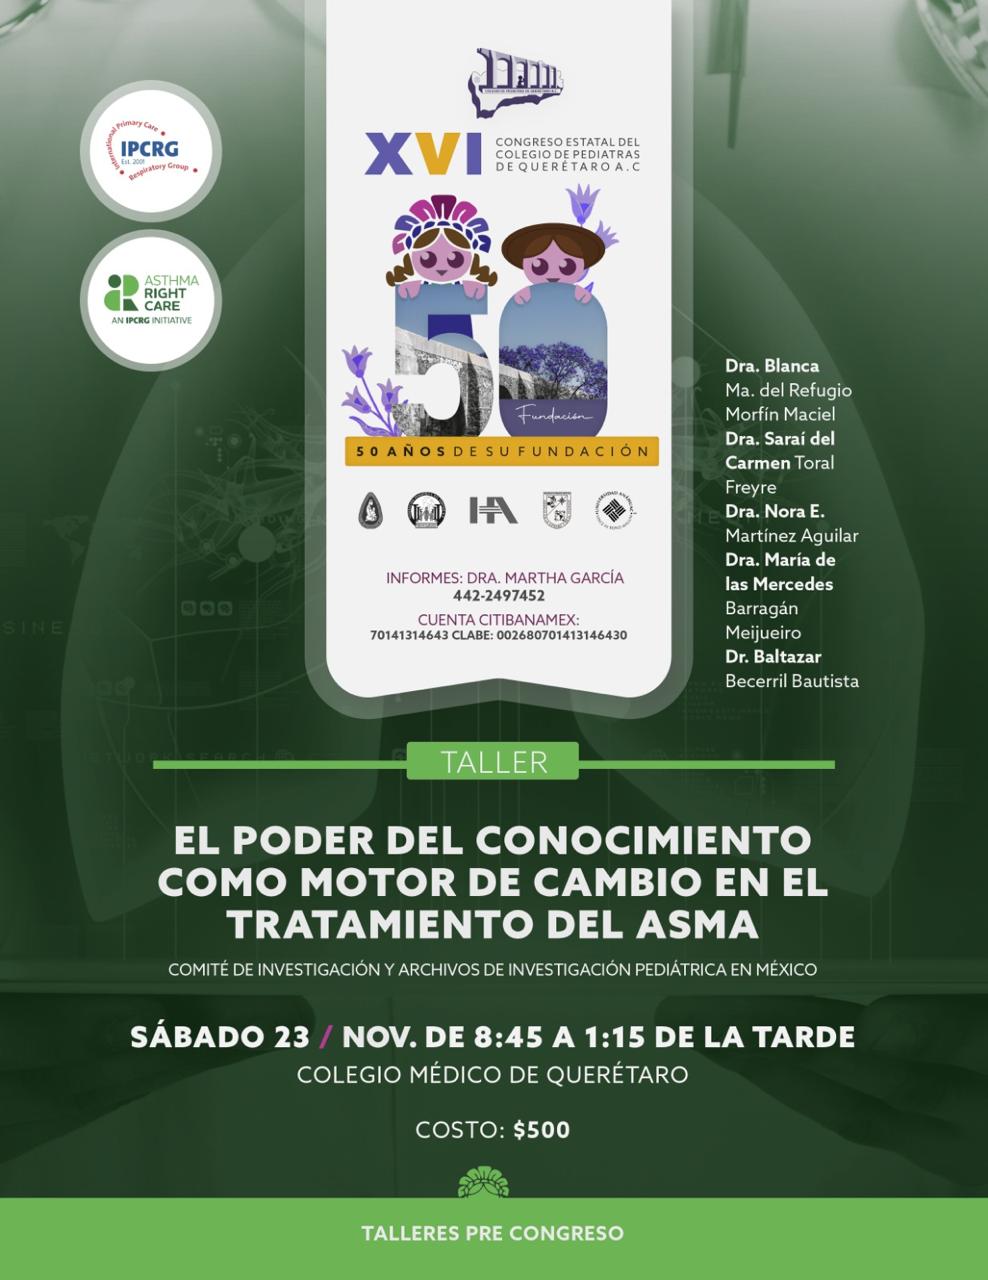 International Primary Care
IPCRG
Est. 2001
Respiratory Group
ASTHMA
RIGHT
CARE
AN IPCRG INITIATIVE
XVI
CONGRESO ESTATAL DEL
COLEGIO DE PEDIATRAS
DE QUERÉTARO A.C
50
Fundación
50 AÑOS DE SU FUNDACIÓN
INFORMES: DRA. MARTHA GARCÍA
442-2497452
CUENTA CITIBANAMEX:
70141314643 CLABE: 002680701413146430
Dra. Blanca
Ma. del Refugio
Morfín Maciel
Dra. Saraí del
Carmen Toral
Freyre
Dra. Nora E.
Martínez Aguilar
Dra. María de
las Mercedes
Barragán
Meijueiro
Dr. Baltazar
Becerril Bautista
TALLER
EL PODER DEL CONOCIMIENTO
COMO MOTOR DE CAMBIO EN EL
TRATAMIENTO DEL ASMA
COMITÉ DE INVESTIGACIÓN Y ARCHIVOS DE INVESTIGACIÓN PEDIÁTRICA EN MÉXICO
SÁBADO 23 / NOV. DE 8:45 A 1:15 DE LA TARDE
COLEGIO MÉDICO DE QUERÉTARO
COSTO: $500
TALLERES PRE CONGRESO